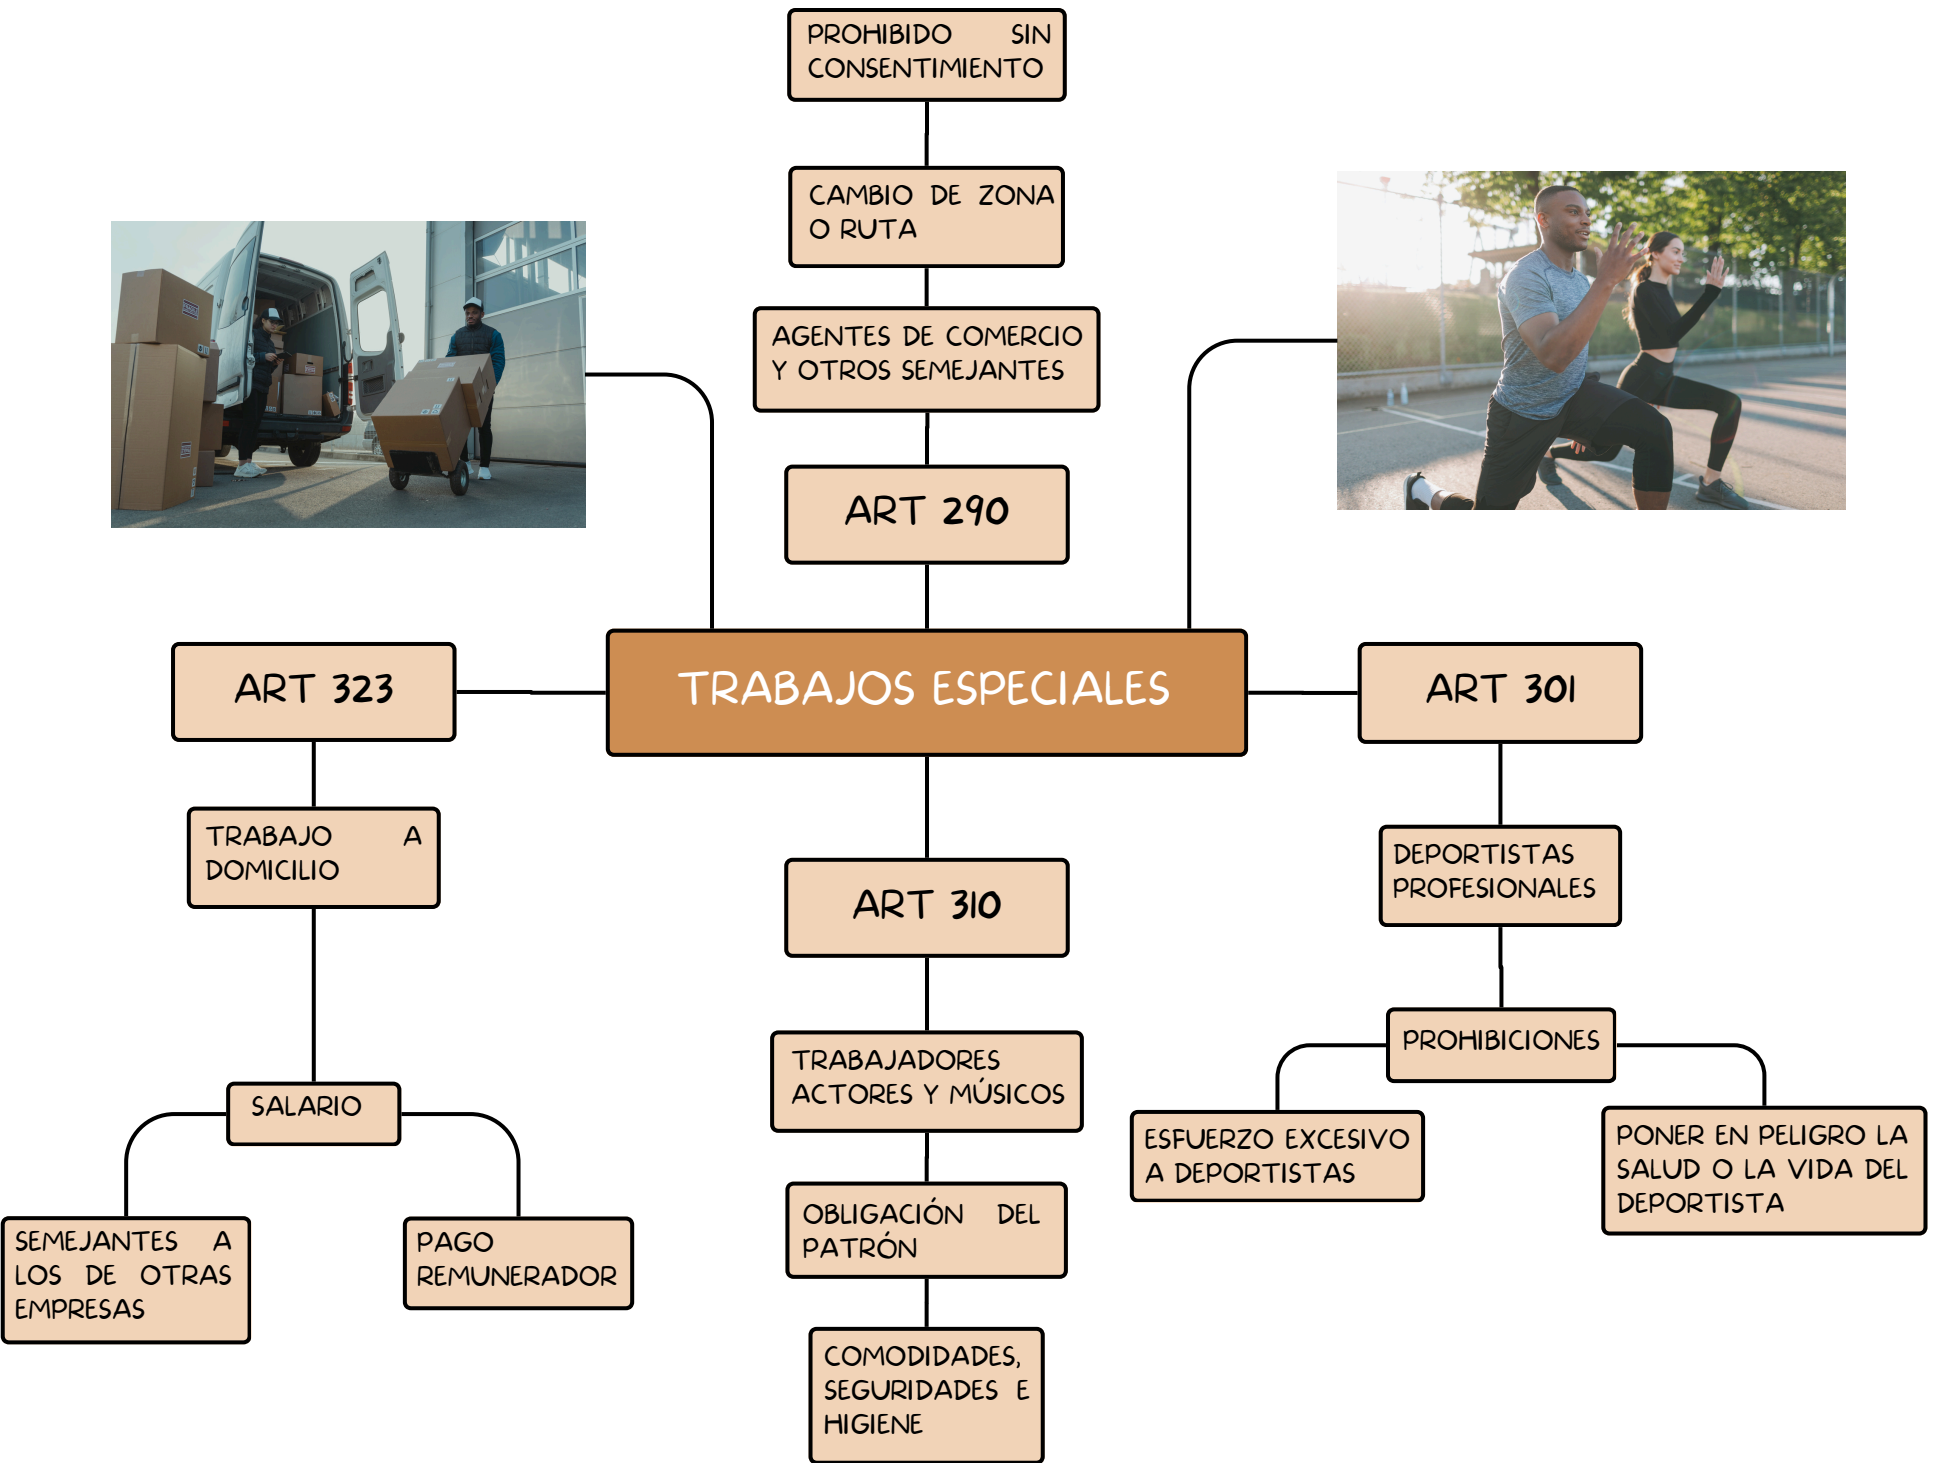 PROHIBIDO SIN
CONSENTIMIENTO
CAMBIO DE ZONA
O RUTA
AGENTES DE COMERCIO
Y OTROS SEMEJANTES
ART 290
TRABAJOS ESPECIALES
ART 323
TRABAJO A
DOMICILIO
SALARIO
SEMEJANTES A
LOS DE OTRAS
EMPRESAS
PAGO
REMUNERADOR
ART 310
TRABAJADORES
ACTORES Y MÚSICOS
OBLIGACIÓN DEL
PATRÓN
COMODIDADES,
SEGURIDADES E
HIGIENE
ART 301
DEPORTISTAS
PROFESIONALES
PROHIBICIONES
ESFUERZO EXCESIVO
A DEPORTISTAS
PONER EN PELIGRO LA
SALUD O LA VIDA DEL
DEPORTISTA